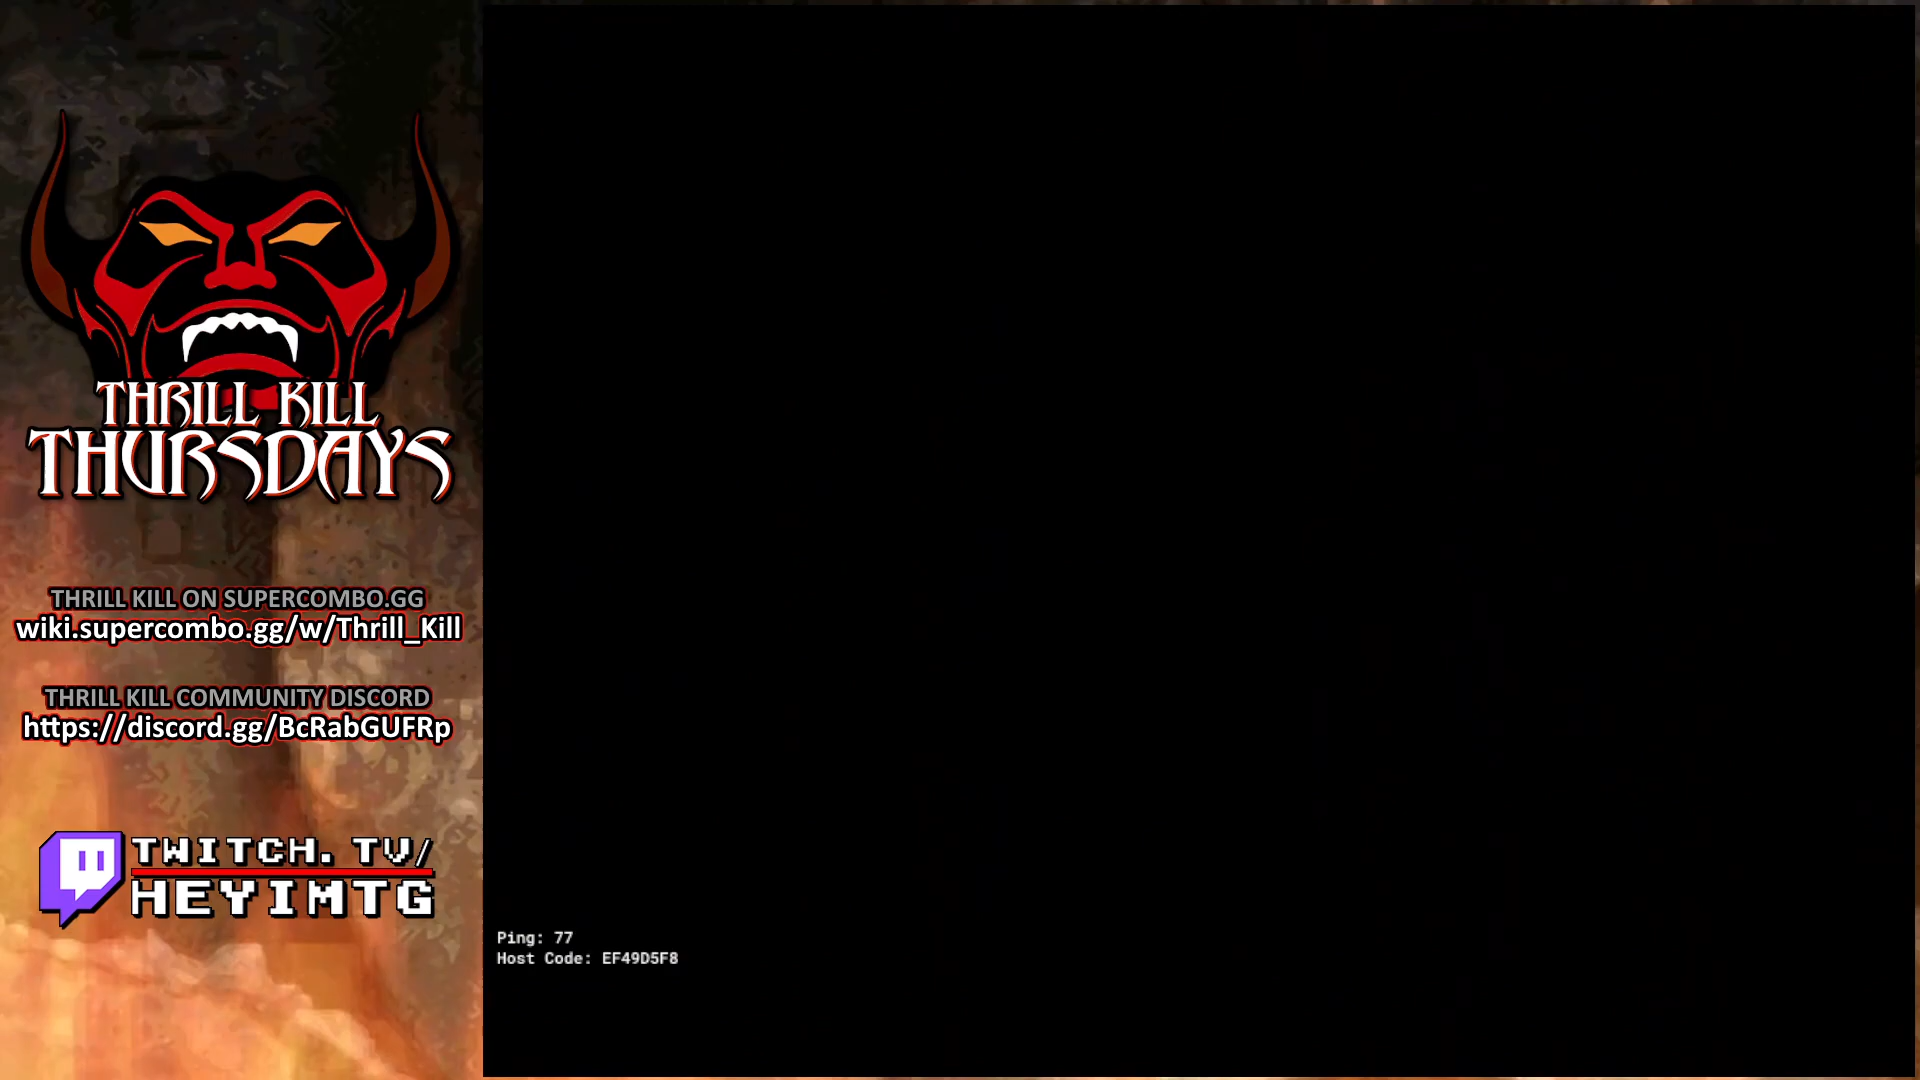 THRILL KILL
THURSDAYS
THRILL KILL ON SUPERCOMBO.GG
wiki.supercombo.gg/w/Thrill_Kill
THRILL KILL COMMUNITY DISCORD
https://discord.gg/BcRabGUFRp
TWITCH.TV/
HEYIMTG
Ping: 77
Host Code: EF49D5F8